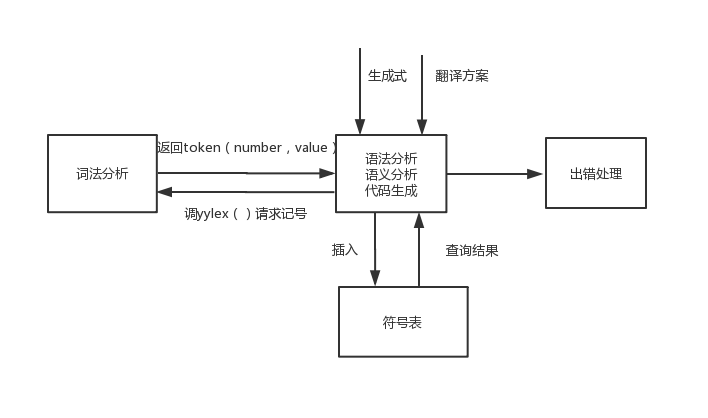 生成式
翻译方案
返回token（number，value）
词法分析
语法分析
语义分析
代码生成
出错处理
调yylex（ ）请求记号
插入
查询结果
符号表